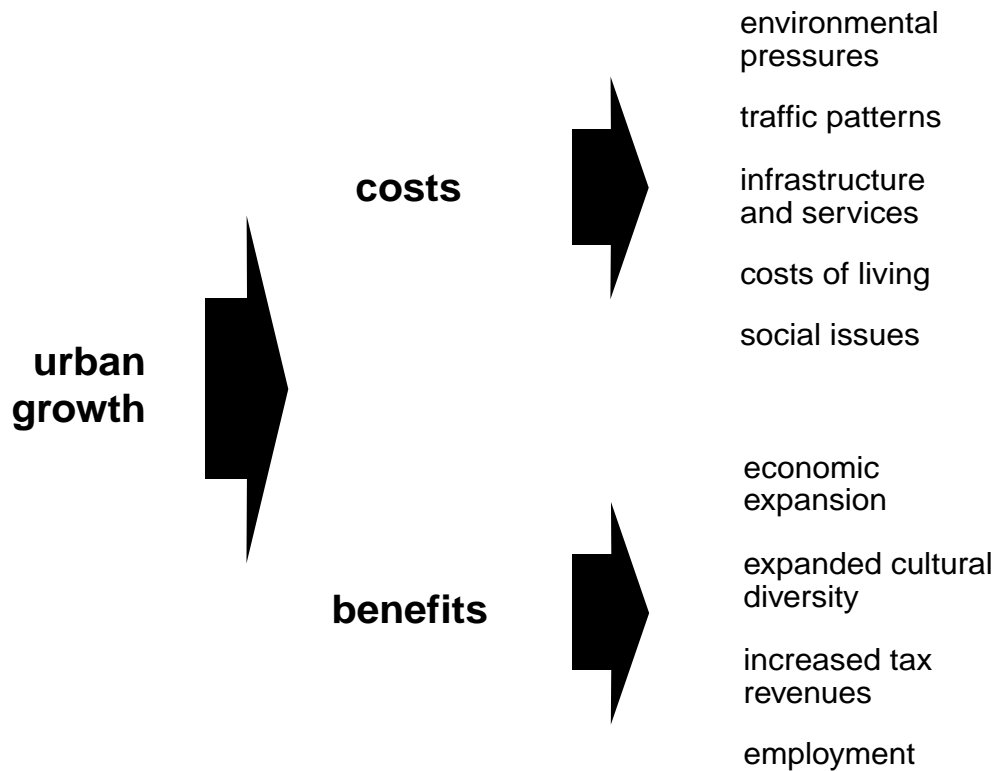 urban
growth
costs
environmental
pressures
traffic patterns
infrastructure
and services
costs of living
social issues
benefits
economic
expansion
expanded cultural
diversity
increased tax
revenues
employment